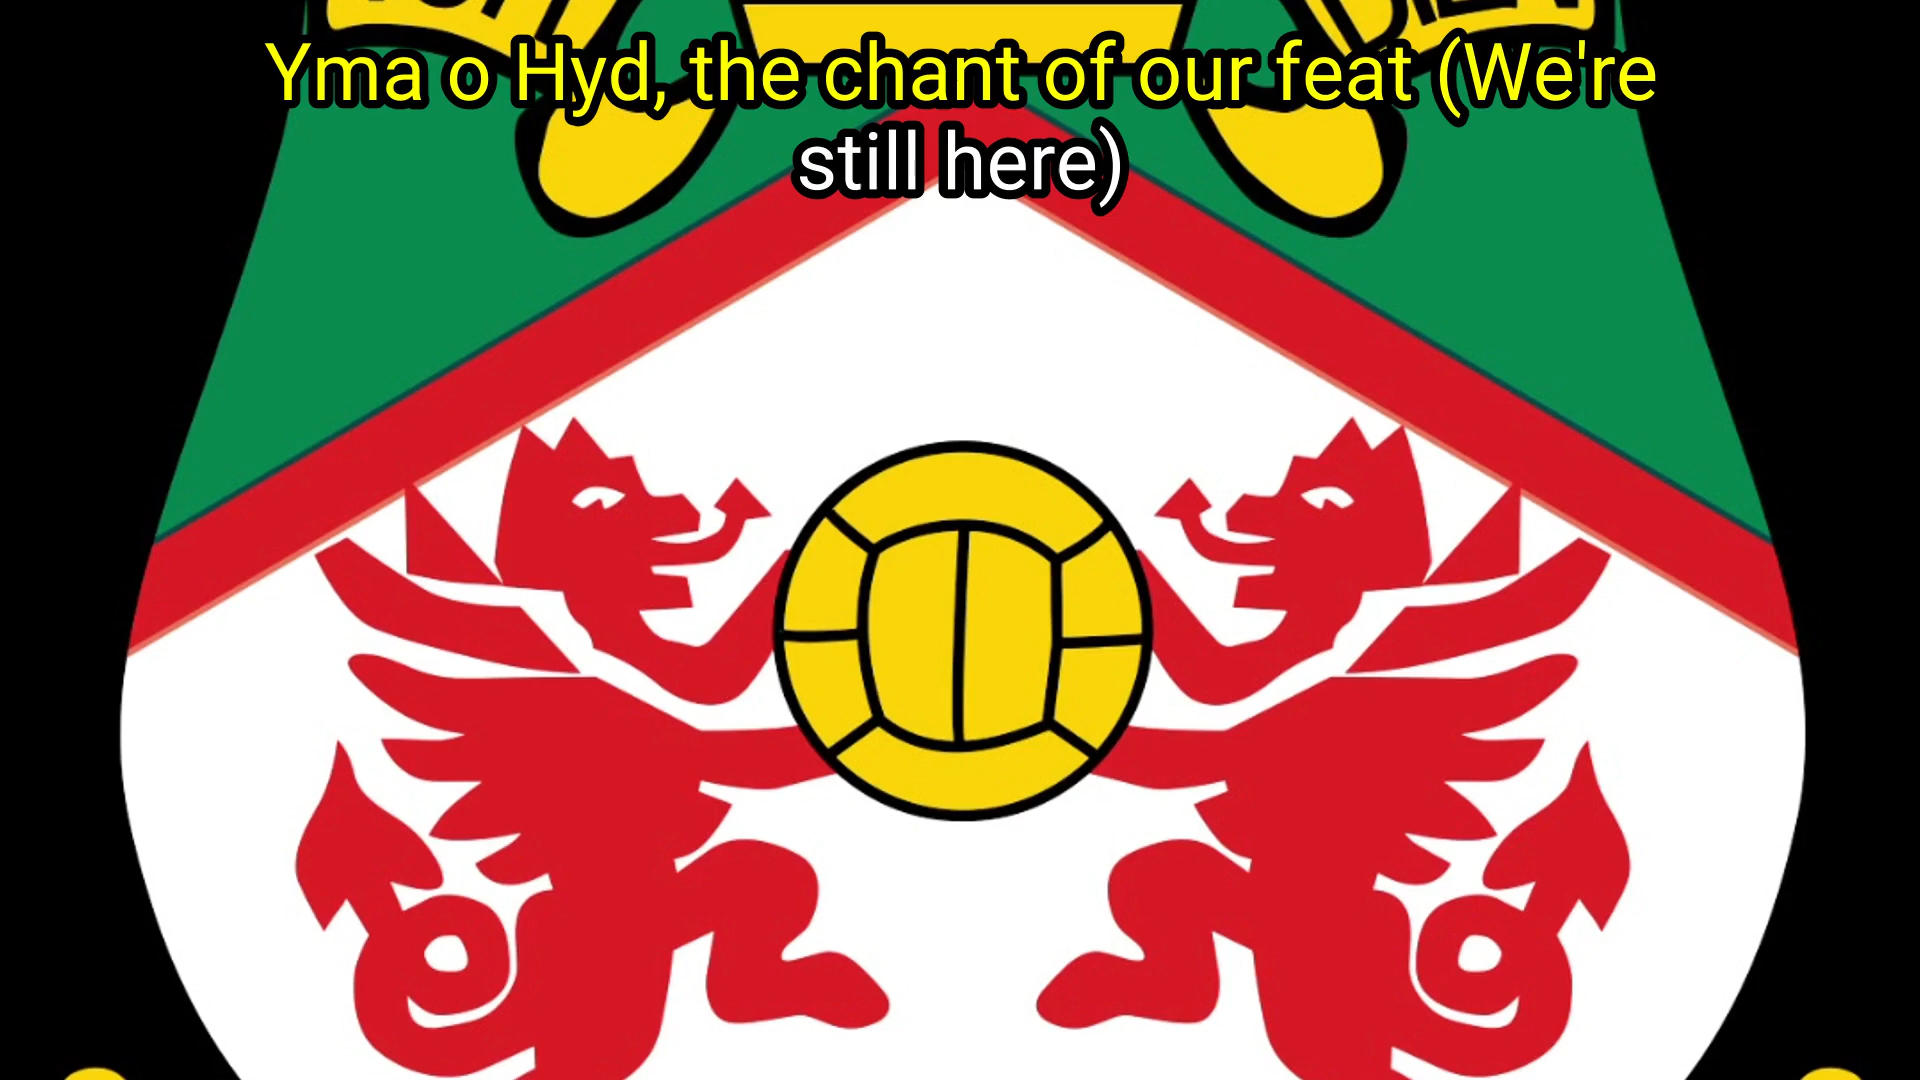 Yma o Hyd, the chant of our feat (We're
still here)